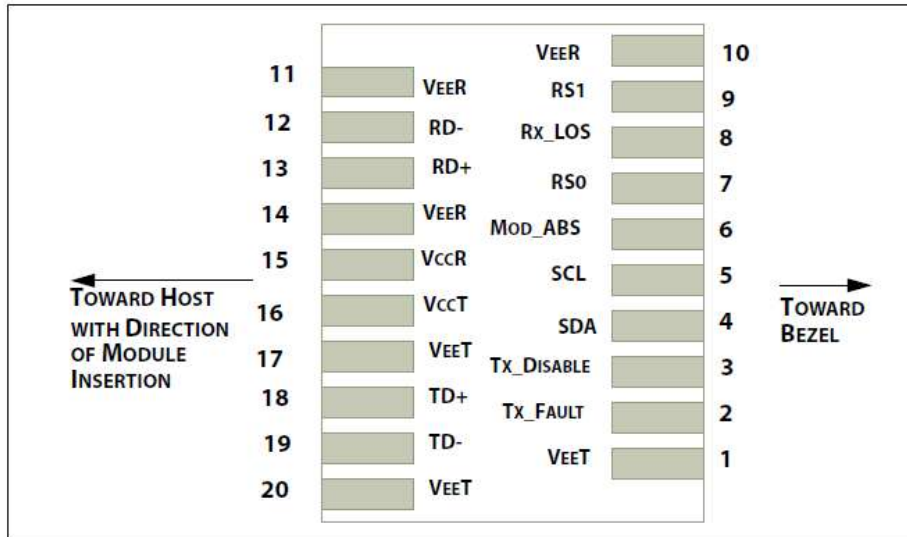 11 VEER
12 RD-
13 RD+
14 VEER
15 VCCR
16 VCCT
17 VEET
18 TD+
19 TD-
20 VEET
VEER 10
RS1 9
RX_LOS 8
RS0 7
MOD_ABS 6
SCL 5
SDA 4
TX_DISABLE 3
TX_FAULT 2
VEET 1
TOWARD HOST
WITH DIRECTION
OF MODULE
INSERTION
TOWARD
BEZEL